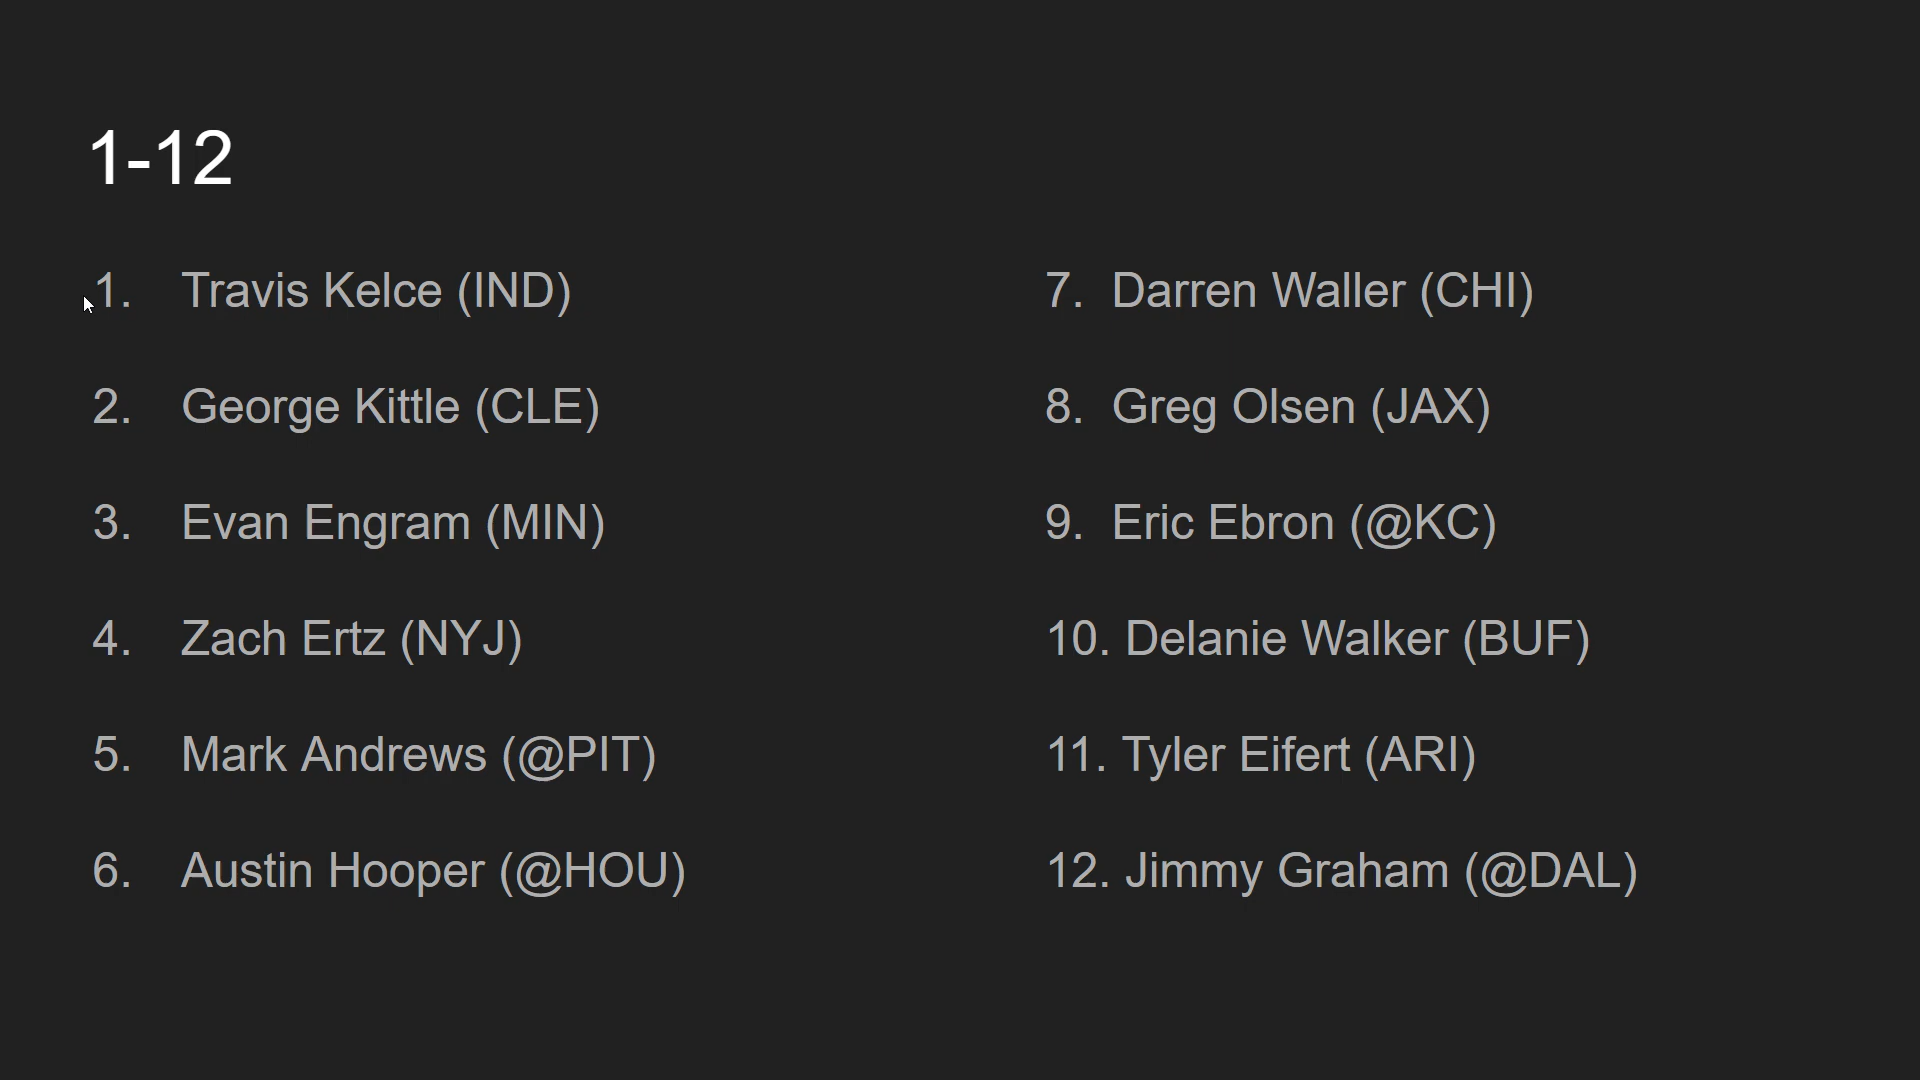 1-12
1. Travis Kelce (IND)
2. George Kittle (CLE)
3. Evan Engram (MIN)
4. Zach Ertz (NYJ)
5. Mark Andrews (@PIT)
6. Austin Hooper (@HOU)
7. Darren Waller (CHI)
8. Greg Olsen (JAX)
9. Eric Ebron (@KC)
10. Delanie Walker (BUF)
11. Tyler Eifert (ARI)
12. Jimmy Graham (@DAL)